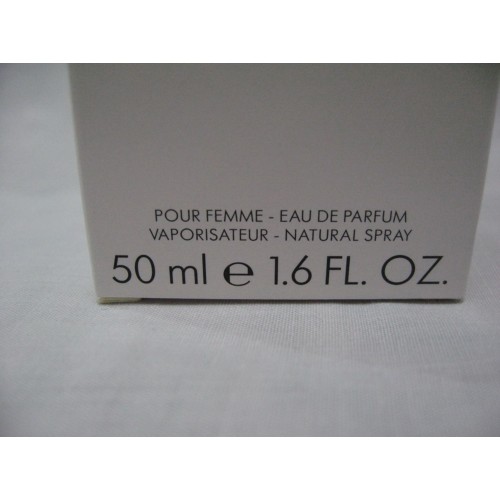 POUR FEMME - EAU DE PARFUM
VAPORISATEUR - NATURAL SPRAY
50 ml e 1.6 FL. OZ.